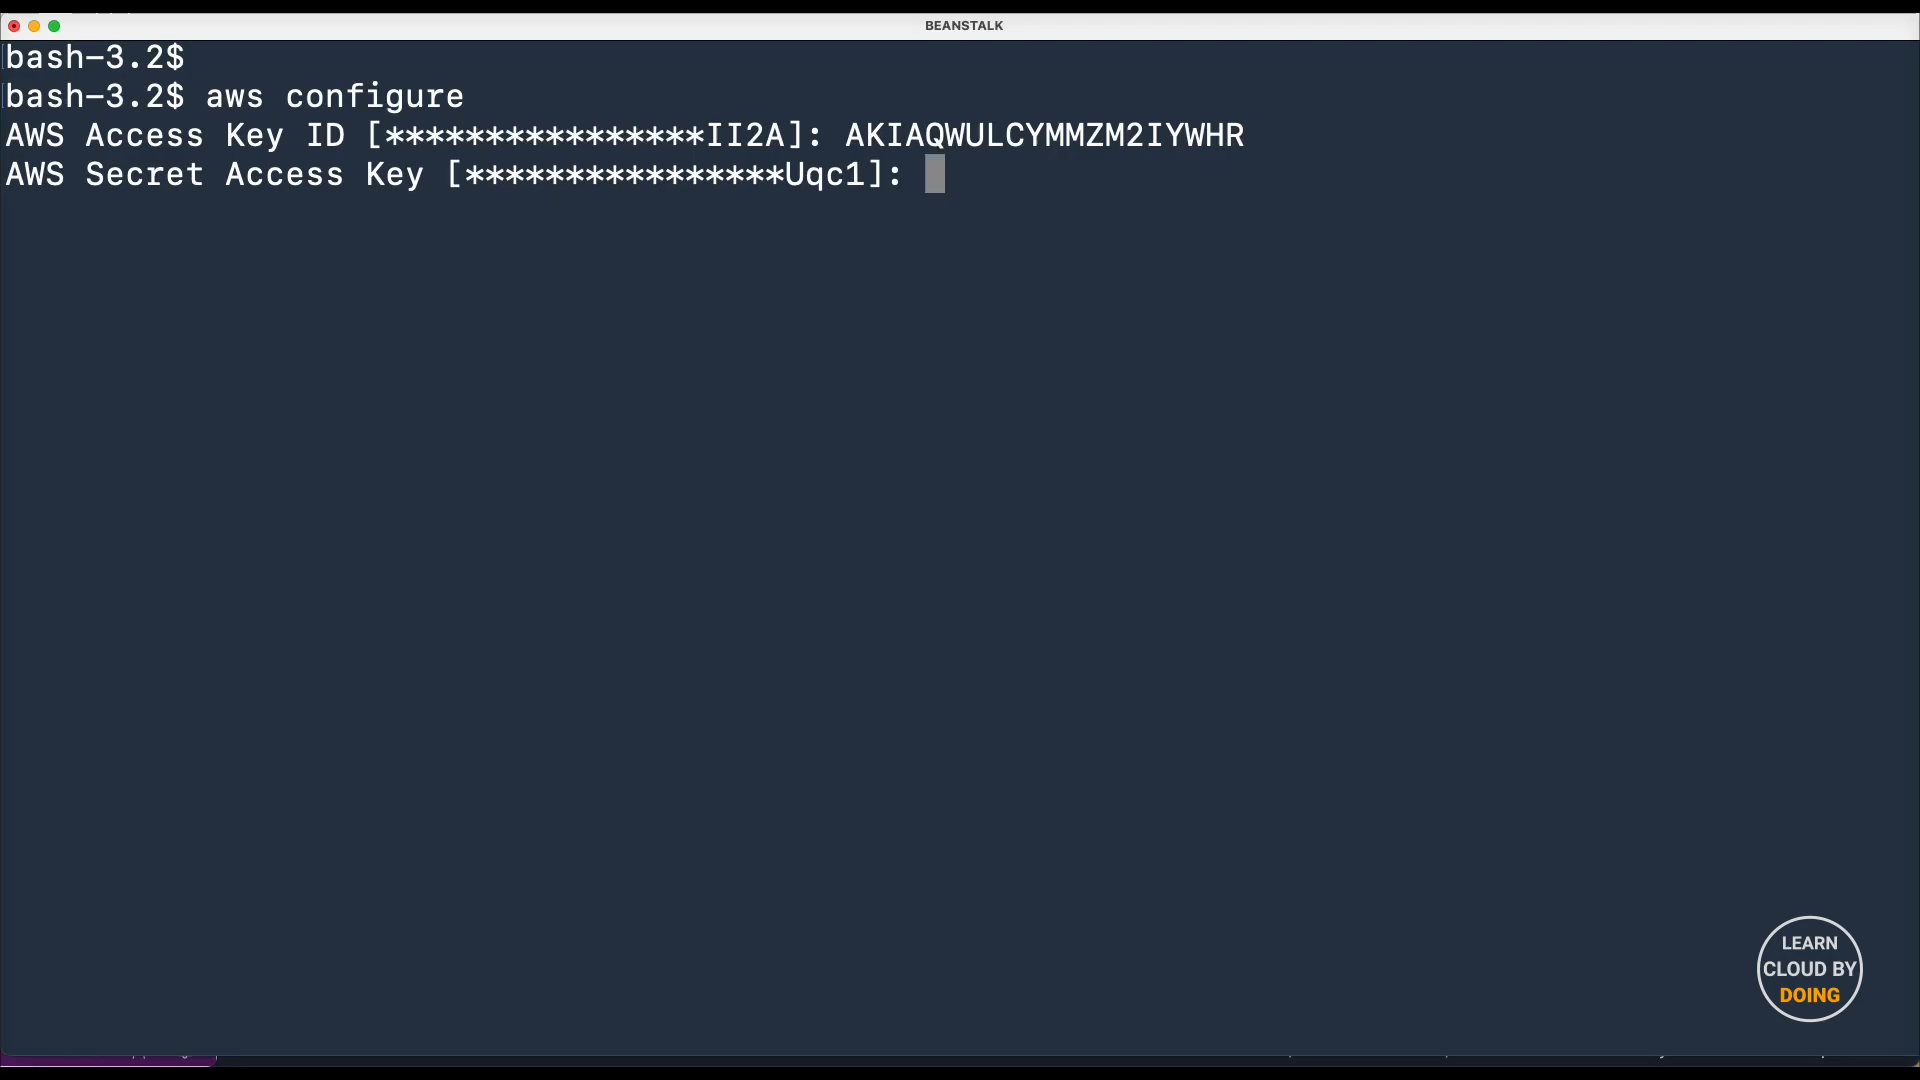 BEANSTALK
bash-3.2$
bash-3.2$ aws configure
AWS Access Key ID [****************II2A]: AKIAQWULCYMMZM2IYWHR
AWS Secret Access Key [****************Uqc1]:
LEARN
CLOUD BY
DOING